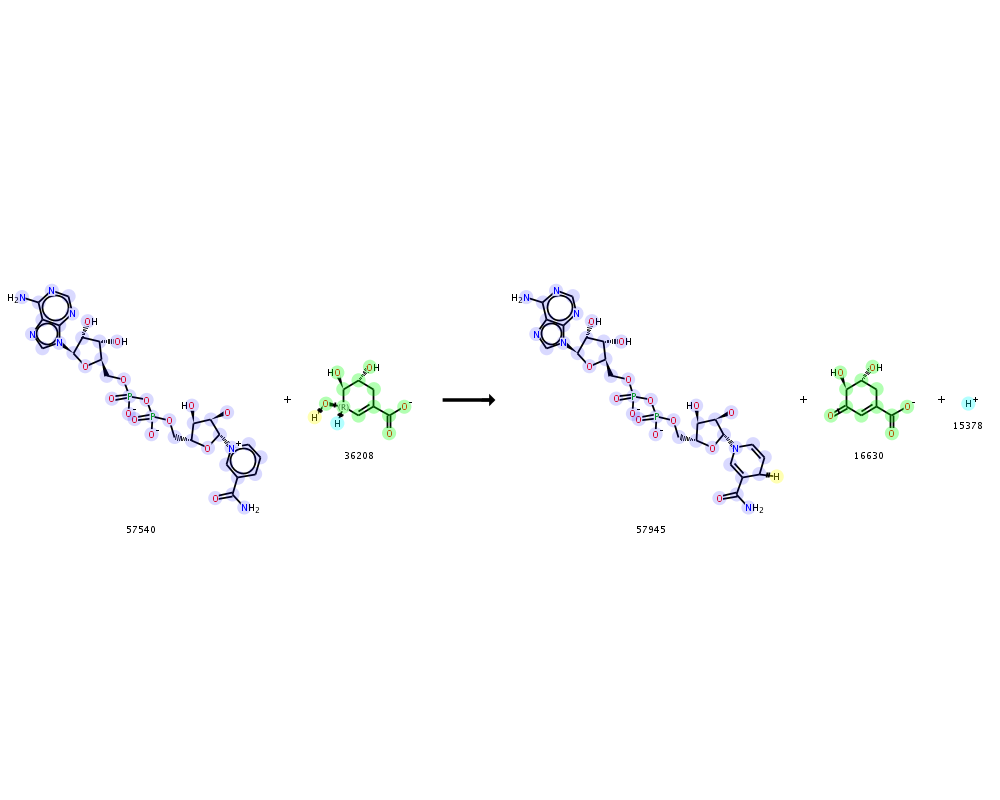 H₂N N N N N OH OH O O P O O⁻ O O P O O⁻ HO O O N⁺ O NH₂
57540
+
HO OH O (R) H H O⁻ O
36208
H₂N N N N N OH OH O O P O O⁻ O O P O O⁻ HO O O N H O NH₂
57945
+
HO OH O O⁻ O
16630
+
H⁺
15378